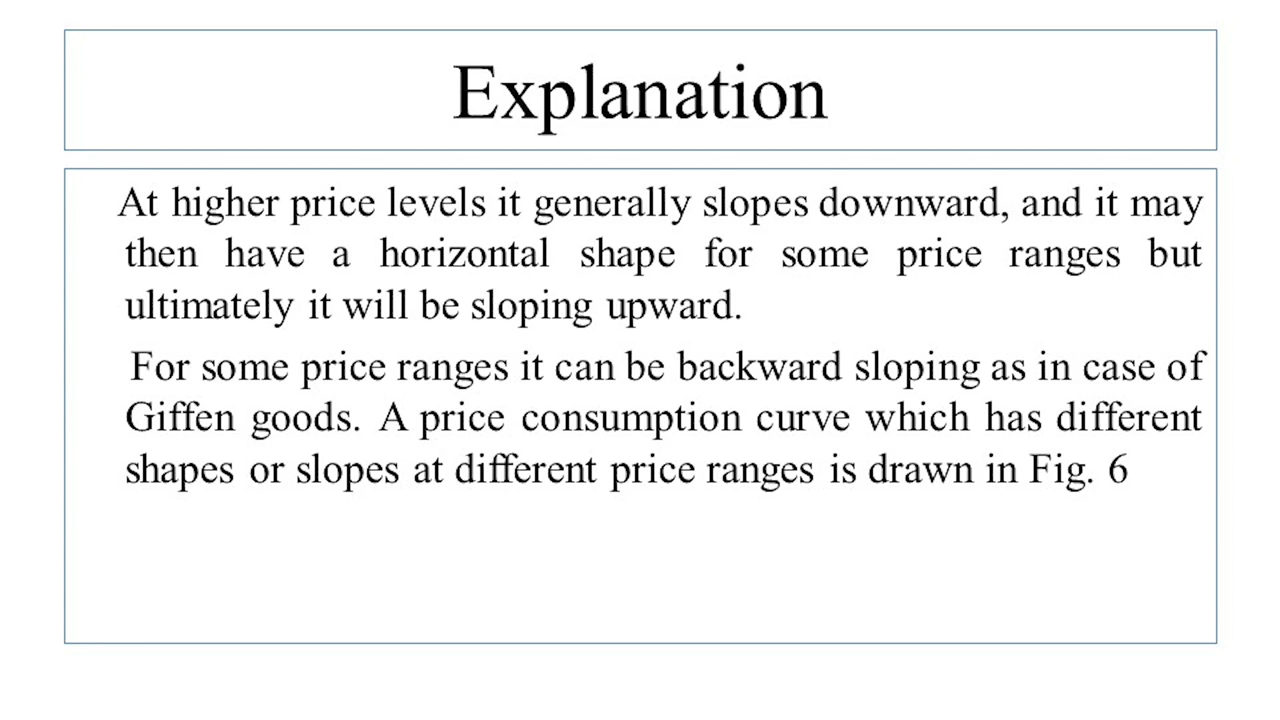 Explanation
At higher price levels it generally slopes downward, and it may
then have a horizontal shape for some price ranges but
ultimately it will be sloping upward.
For some price ranges it can be backward sloping as in case of
Giffen goods. A price consumption curve which has different
shapes or slopes at different price ranges is drawn in Fig. 6